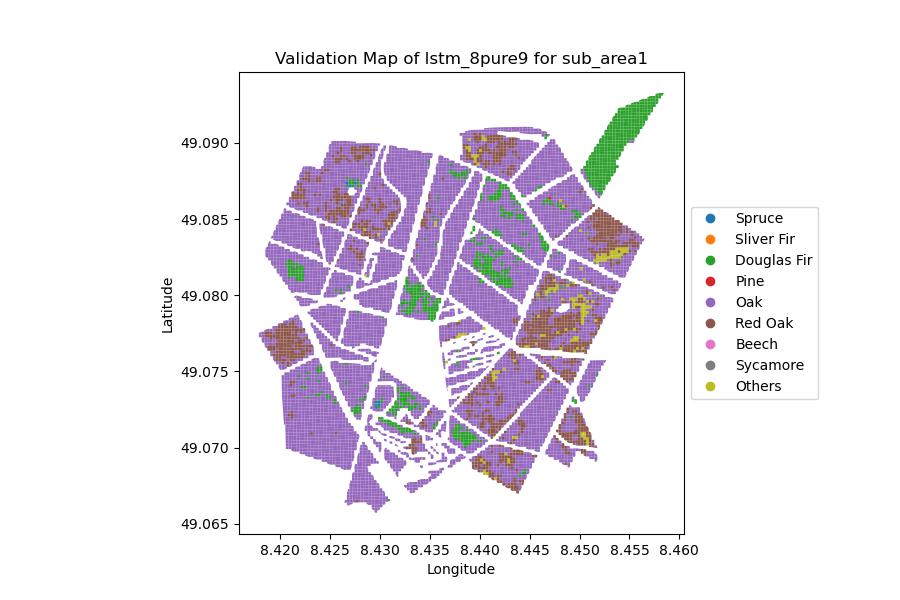 Validation Map of lstm_8pure9 for sub_area1
49.090
49.085
49.080
49.075
49.070
49.065
Latitude
8.420 8.425 8.430 8.435 8.440 8.445 8.450 8.455 8.460
Longitude
Spruce
Sliver Fir
Douglas Fir
Pine
Oak
Red Oak
Beech
Sycamore
Others